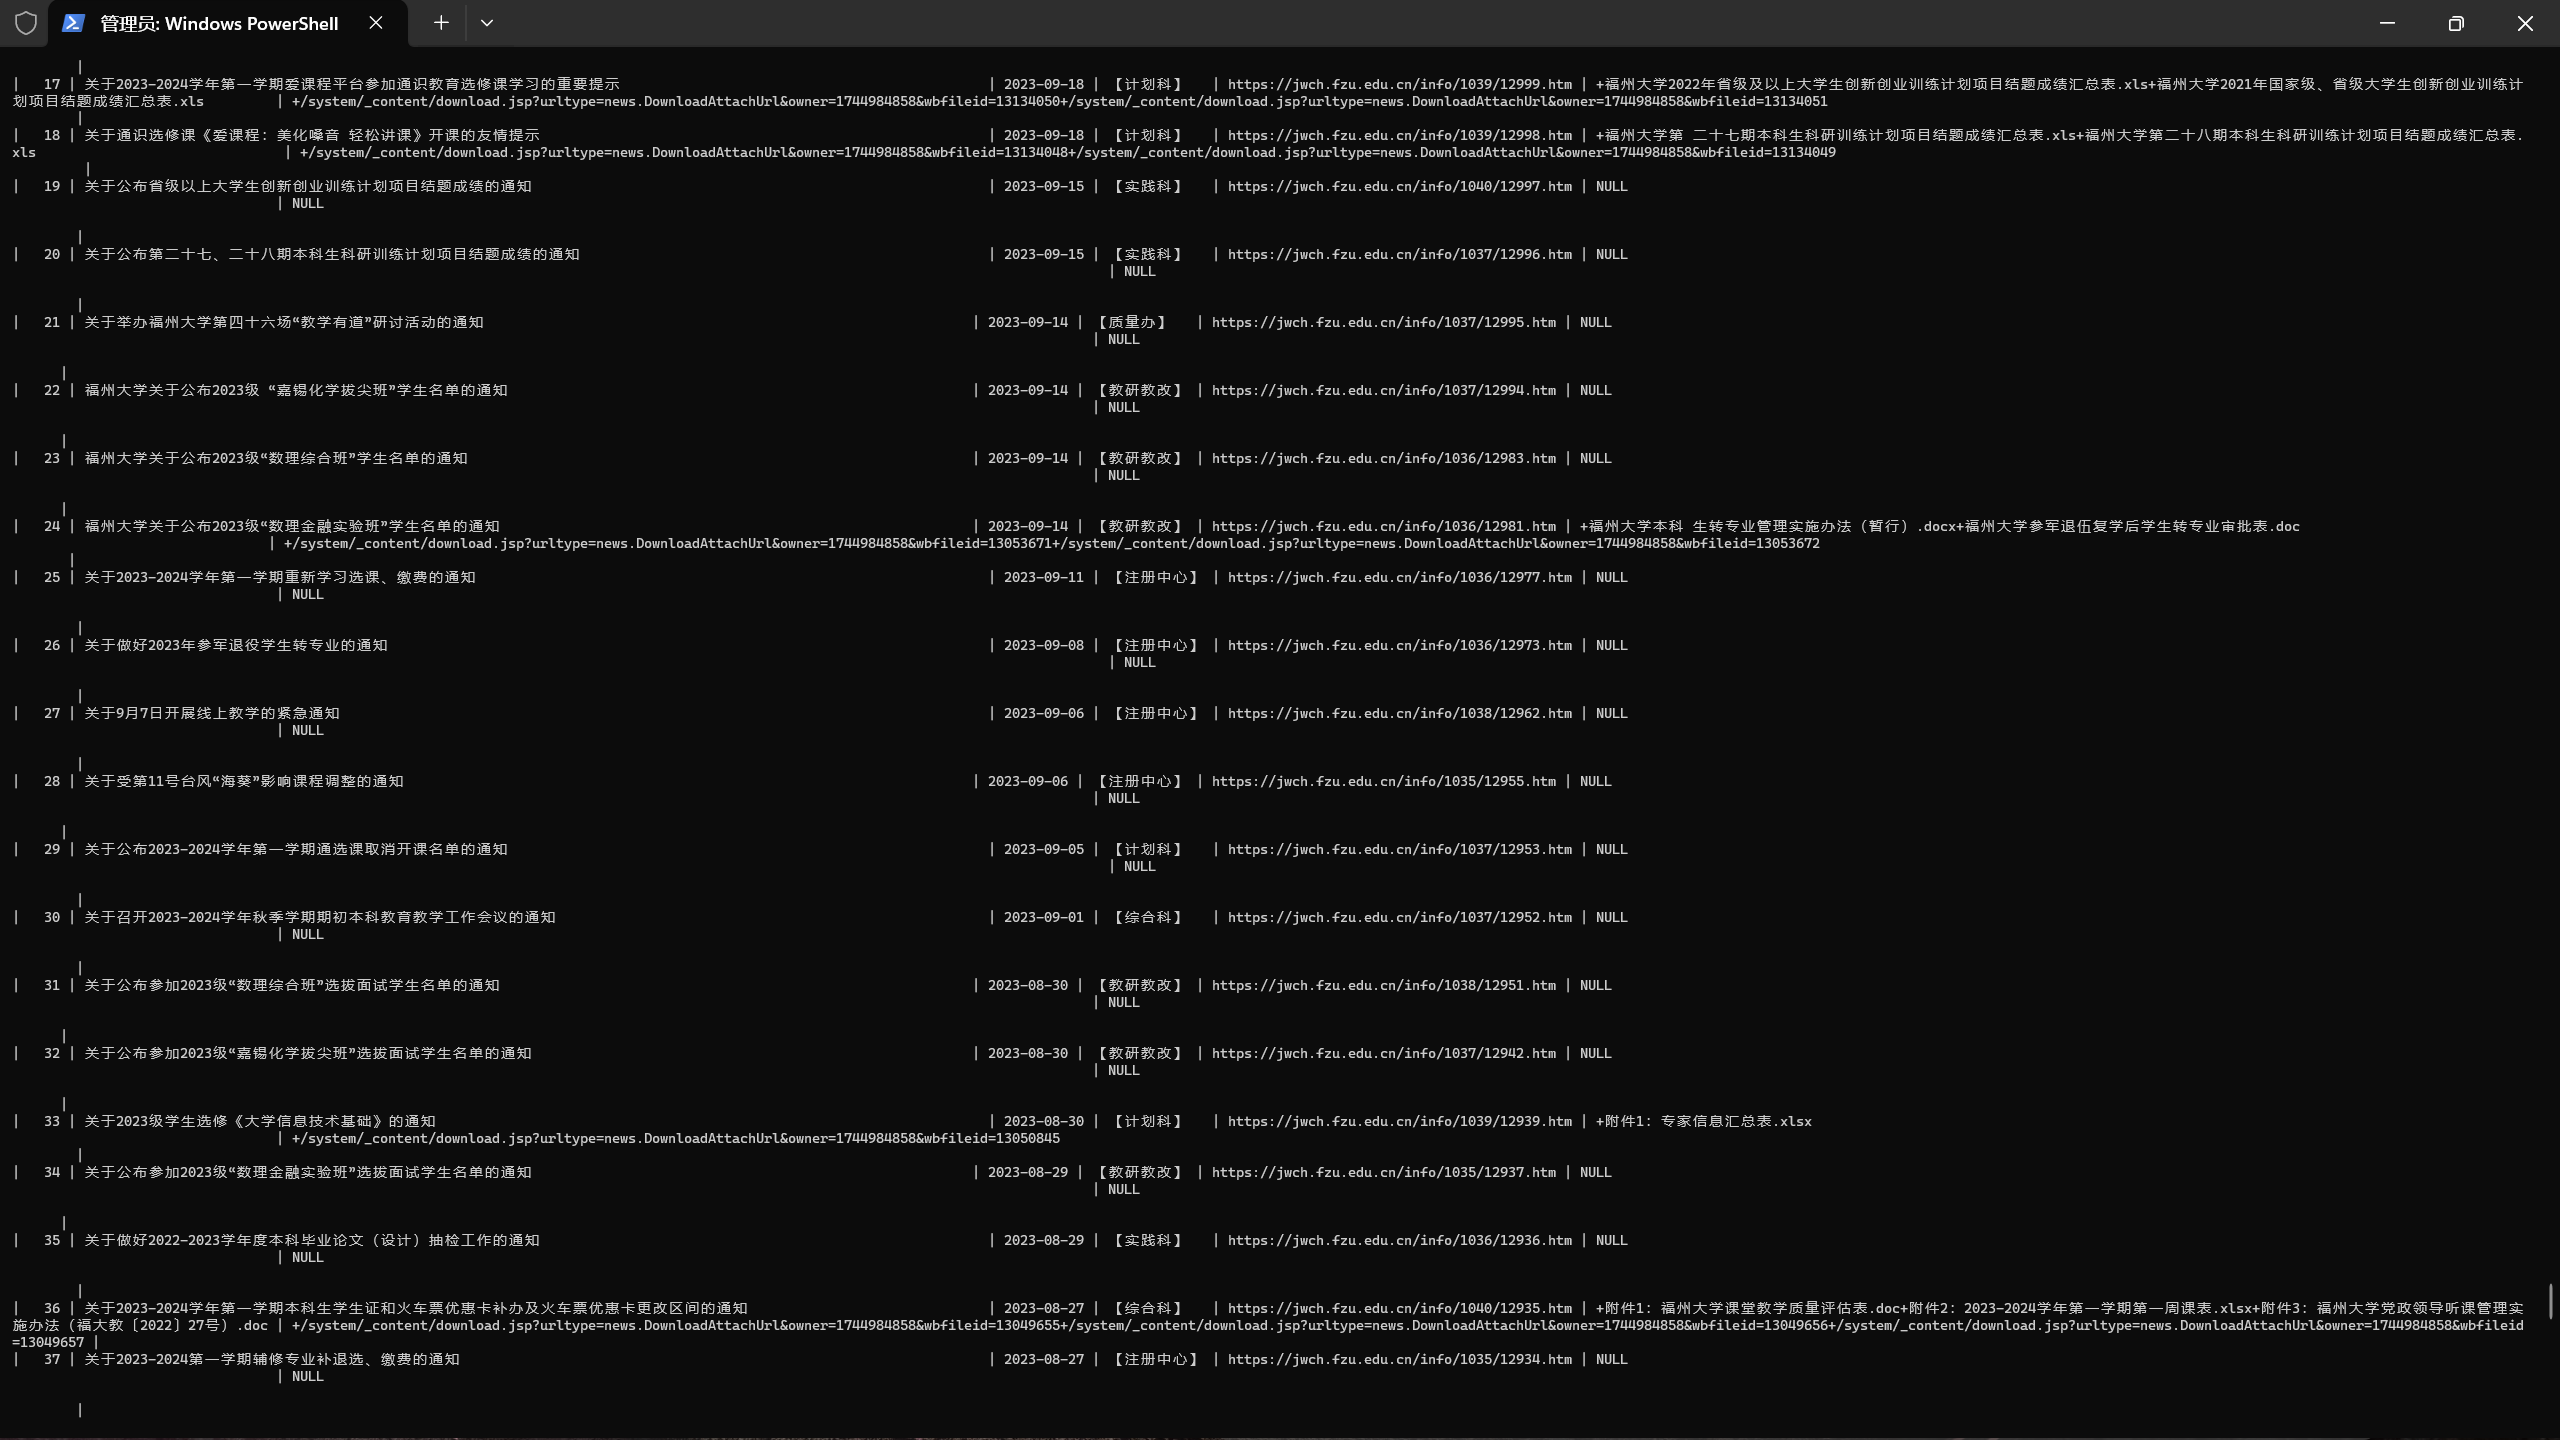 管理员: Windows PowerShell
|
| 17 | 关于2023-2024学年第一学期爱课程平台参加通识教育选修课学习的重要提示 | 2023-09-18 | 【计划科】 | https://jwch.fzu.edu.cn/info/1039/12999.htm | +福州大学2022年省级及以上大学生创新创业训练计划项目结题成绩汇总表.xls+福州大学2021年国家级、省级大学生创新创业训练计
划项目结题成绩汇总表.xls | +/system/_content/download.jsp?urltype=news.DownloadAttachUrl&owner=1744984858&wbfileid=13134050+/system/_content/download.jsp?urltype=news.DownloadAttachUrl&owner=1744984858&wbfileid=13134051
|
| 18 | 关于通识选修课《爱课程：美化嗓音 轻松讲课》开课的友情提示 | 2023-09-18 | 【计划科】 | https://jwch.fzu.edu.cn/info/1039/12998.htm | +福州大学第 二十七期本科生科研训练计划项目结题成绩汇总表.xls+福州大学第二十八期本科生科研训练计划项目结题成绩汇总表.
xls | +/system/_content/download.jsp?urltype=news.DownloadAttachUrl&owner=1744984858&wbfileid=13134048+/system/_content/download.jsp?urltype=news.DownloadAttachUrl&owner=1744984858&wbfileid=13134049
|
| 19 | 关于公布省级以上大学生创新创业训练计划项目结题成绩的通知 | 2023-09-15 | 【实践科】 | https://jwch.fzu.edu.cn/info/1040/12997.htm | NULL
| NULL
|
| 20 | 关于公布第二十七、二十八期本科生科研训练计划项目结题成绩的通知 | 2023-09-15 | 【实践科】 | https://jwch.fzu.edu.cn/info/1037/12996.htm | NULL
| NULL
|
| 21 | 关于举办福州大学第四十六场“教学有道”研讨活动的通知 | 2023-09-14 | 【质量办】 | https://jwch.fzu.edu.cn/info/1037/12995.htm | NULL
| NULL
|
| 22 | 福州大学关于公布2023级 “嘉锡化学拔尖班”学生名单的通知 | 2023-09-14 | 【教研教改】 | https://jwch.fzu.edu.cn/info/1037/12994.htm | NULL
| NULL
|
| 23 | 福州大学关于公布2023级“数理综合班”学生名单的通知 | 2023-09-14 | 【教研教改】 | https://jwch.fzu.edu.cn/info/1036/12983.htm | NULL
| NULL
|
| 24 | 福州大学关于公布2023级“数理金融实验班”学生名单的通知 | 2023-09-14 | 【教研教改】 | https://jwch.fzu.edu.cn/info/1036/12981.htm | +福州大学本科 生转专业管理实施办法（暂行）.docx+福州大学参军退伍复学后学生转专业审批表.doc
| +/system/_content/download.jsp?urltype=news.DownloadAttachUrl&owner=1744984858&wbfileid=13053671+/system/_content/download.jsp?urltype=news.DownloadAttachUrl&owner=1744984858&wbfileid=13053672
|
| 25 | 关于2023-2024学年第一学期重新学习选课、缴费的通知 | 2023-09-11 | 【注册中心】 | https://jwch.fzu.edu.cn/info/1036/12977.htm | NULL
| NULL
|
| 26 | 关于做好2023年参军退役学生转专业的通知 | 2023-09-08 | 【注册中心】 | https://jwch.fzu.edu.cn/info/1036/12973.htm | NULL
| NULL
|
| 27 | 关于9月7日开展线上教学的紧急通知 | 2023-09-06 | 【注册中心】 | https://jwch.fzu.edu.cn/info/1038/12962.htm | NULL
| NULL
|
| 28 | 关于受第11号台风“海葵”影响课程调整的通知 | 2023-09-06 | 【注册中心】 | https://jwch.fzu.edu.cn/info/1035/12955.htm | NULL
| NULL
|
| 29 | 关于公布2023-2024学年第一学期通选课取消开课名单的通知 | 2023-09-05 | 【计划科】 | https://jwch.fzu.edu.cn/info/1037/12953.htm | NULL
| NULL
|
| 30 | 关于召开2023-2024学年秋季学期期初本科教育教学工作会议的通知 | 2023-09-01 | 【综合科】 | https://jwch.fzu.edu.cn/info/1037/12952.htm | NULL
| NULL
|
| 31 | 关于公布参加2023级“数理综合班”选拔面试学生名单的通知 | 2023-08-30 | 【教研教改】 | https://jwch.fzu.edu.cn/info/1038/12951.htm | NULL
| NULL
|
| 32 | 关于公布参加2023级“嘉锡化学拔尖班”选拔面试学生名单的通知 | 2023-08-30 | 【教研教改】 | https://jwch.fzu.edu.cn/info/1037/12942.htm | NULL
| NULL
|
| 33 | 关于2023级学生选修《大学信息技术基础》的通知 | 2023-08-30 | 【计划科】 | https://jwch.fzu.edu.cn/info/1039/12939.htm | +附件1：专家信息汇总表.xlsx
| +/system/_content/download.jsp?urltype=news.DownloadAttachUrl&owner=1744984858&wbfileid=13050845
|
| 34 | 关于公布参加2023级“数理金融实验班”选拔面试学生名单的通知 | 2023-08-29 | 【教研教改】 | https://jwch.fzu.edu.cn/info/1035/12937.htm | NULL
| NULL
|
| 35 | 关于做好2022-2023学年度本科毕业论文（设计）抽检工作的通知 | 2023-08-29 | 【实践科】 | https://jwch.fzu.edu.cn/info/1036/12936.htm | NULL
| NULL
|
| 36 | 关于2023-2024学年第一学期本科生学生证和火车票优惠卡补办及火车票优惠卡更改区间的通知 | 2023-08-27 | 【综合科】 | https://jwch.fzu.edu.cn/info/1040/12935.htm | +附件1：福州大学课堂教学质量评估表.doc+附件2：2023-2024学年第一学期第一周课表.xlsx+附件3：福州大学党政领导听课管理实
施办法（福大教〔2022〕27号）.doc | +/system/_content/download.jsp?urltype=news.DownloadAttachUrl&owner=1744984858&wbfileid=13049655+/system/_content/download.jsp?urltype=news.DownloadAttachUrl&owner=1744984858&wbfileid=13049656+/system/_content/download.jsp?urltype=news.DownloadAttachUrl&owner=1744984858&wbfileid
=13049657 |
| 37 | 关于2023-2024第一学期辅修专业补退选、缴费的通知 | 2023-08-27 | 【注册中心】 | https://jwch.fzu.edu.cn/info/1035/12934.htm | NULL
| NULL
|